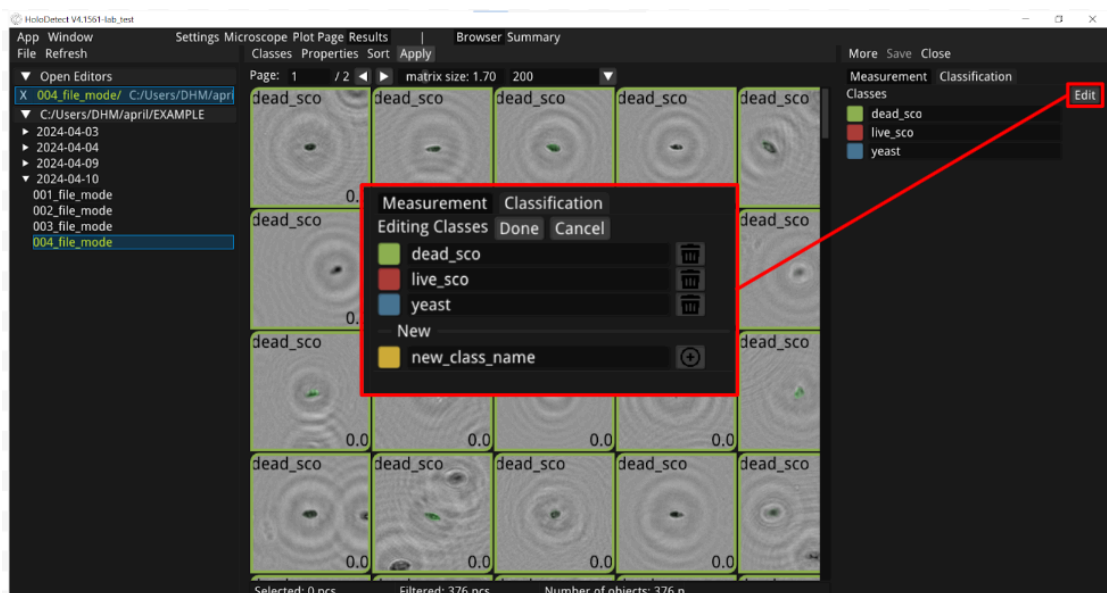 HoloDetect V4.1561-lab_test
App Window Settings Microscope Plot Page Results | Browser Summary
File Refresh Classes Properties Sort Apply More Save Close
Open Editors
X 004_file_mode/ C:/Users/DHM/apri
C:/Users/DHM/april/EXAMPLE
2024-04-03
2024-04-04
2024-04-09
2024-04-10
001_file_mode
002_file_mode
003_file_mode
004_file_mode
Page: 1 / 2 matrix size: 1.70 200
dead_sco dead_sco dead_sco dead_sco dead_sco
0.
dead_sco dead_sco
0.
dead_sco dead_sco
0.0 0.0 0.0 0.0
dead_sco dead_sco dead_sco dead_sco dead_sco
0.0 0.0 0.0 0.0
Selected: 0 pcs Filtered: 376 pcs Number of objects: 376 p
Measurement Classification
Editing Classes Done Cancel
dead_sco
live_sco
yeast
New
new_class_name
Measurement Classification
Classes Edit
dead_sco
live_sco
yeast